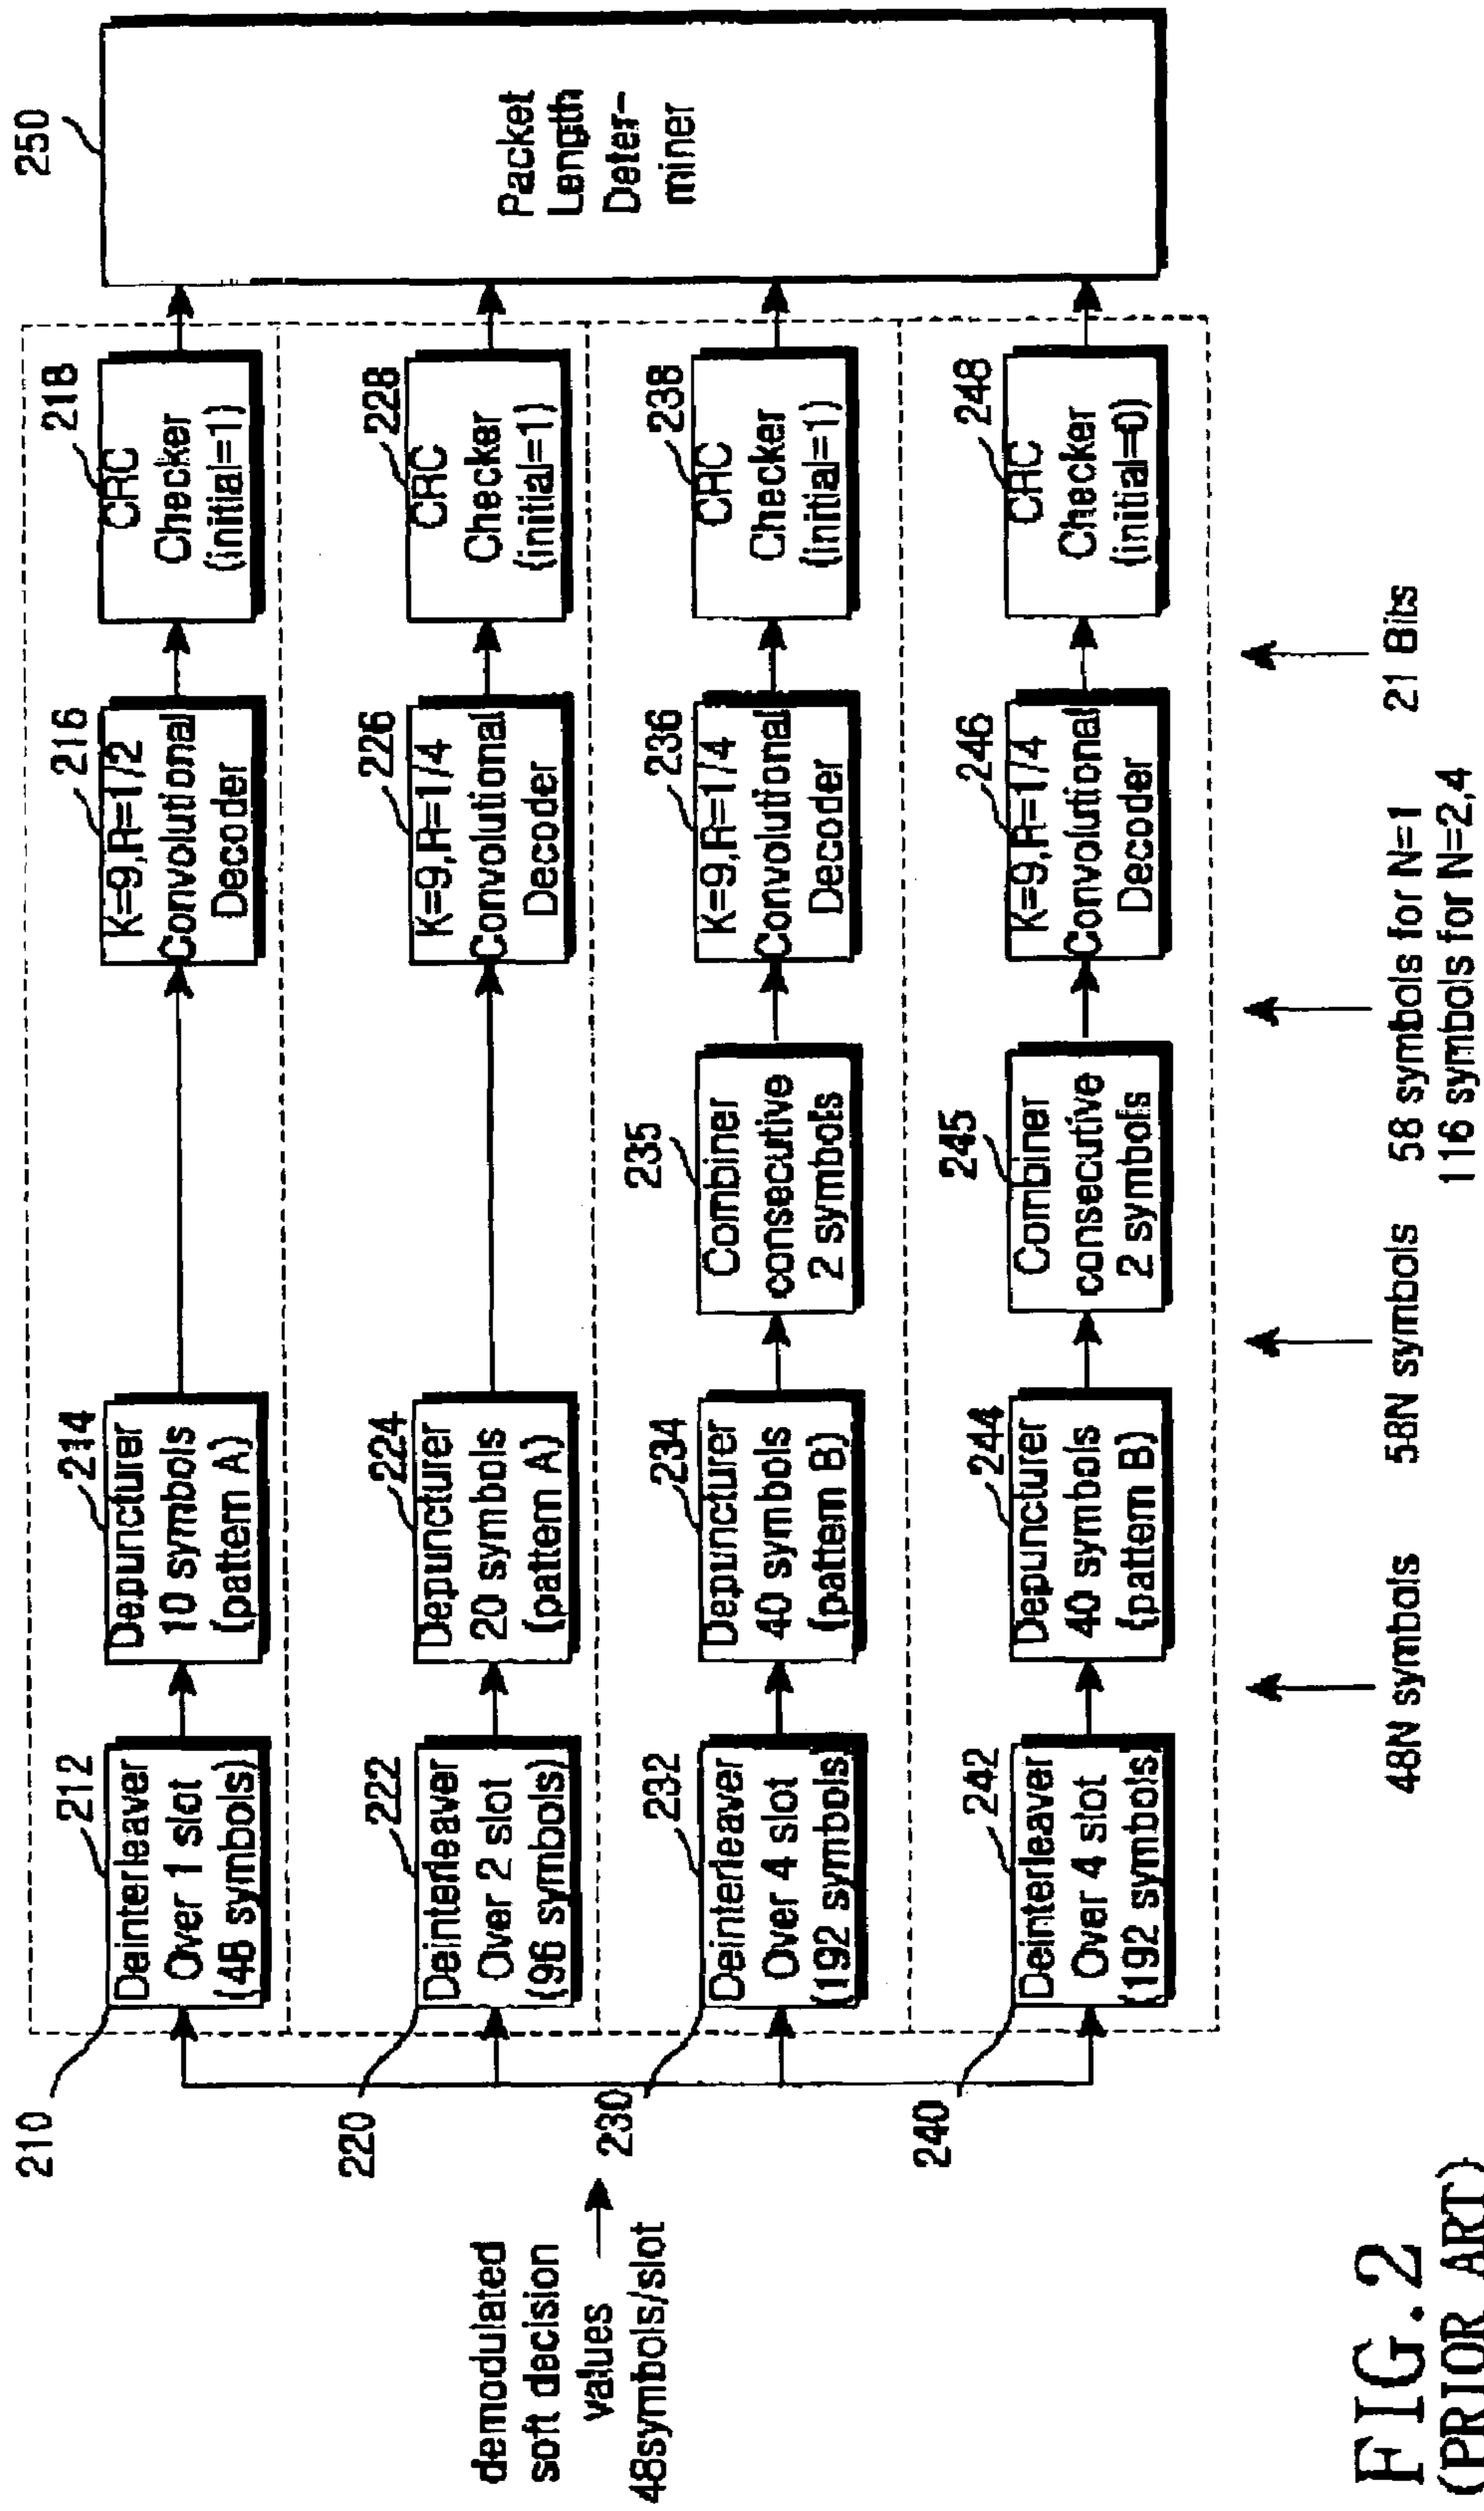 210
212
Deinterleaver
Over 1 slot
(48 symbols)
214
Depuncturer
10 symbols
(pattem A)
216
K=9,R=1/2
Convolutional
Decoder
218
CRC
Checker
(initial=1)
220
222
Deinterleaver
Over 2 slot
(96 symbols)
224
Depuncturer
20 symbols
(pattem A)
226
K=9,R=1/4
Convolutional
Decoder
228
CRC
Checker
(initial=1)
demodulated
soft decision
values
48symbols/slot
230
232
Deinterleaver
Over 4 slot
(192 symbols)
234
Depuncturer
40 symbols
(pattem B)
235
Combiner
consecutive
2 symbols
236
K=9,R=1/4
Convolutional
Decoder
238
CRC
Checker
(initial=1)
240
242
Deinterleaver
Over 4 slot
(192 symbols)
244
Depuncturer
40 symbols
(pattem B)
245
Combiner
consecutive
2 symbols
246
K=9,R=1/4
Convolutional
Decoder
248
CRC
Checker
(initial=0)
250
Packet
Length
Deter-
miner
48N symbols
58N symbols
58 symbols for N=1
116 symbols for N=2,4
21 Bits
FIG.2
(PRIOR ART)